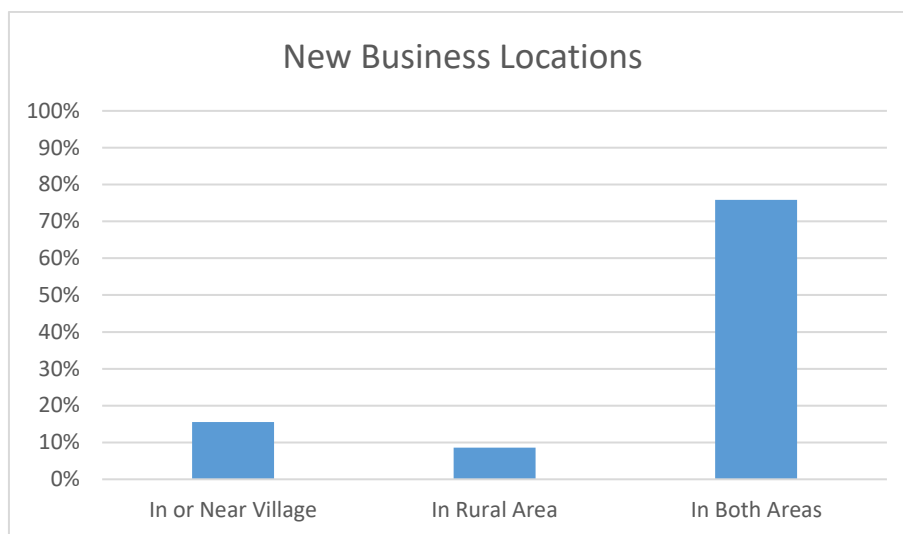 New Business Locations
100%
90%
80%
70%
60%
50%
40%
30%
20%
10%
0%
In or Near Village
In Rural Area
In Both Areas